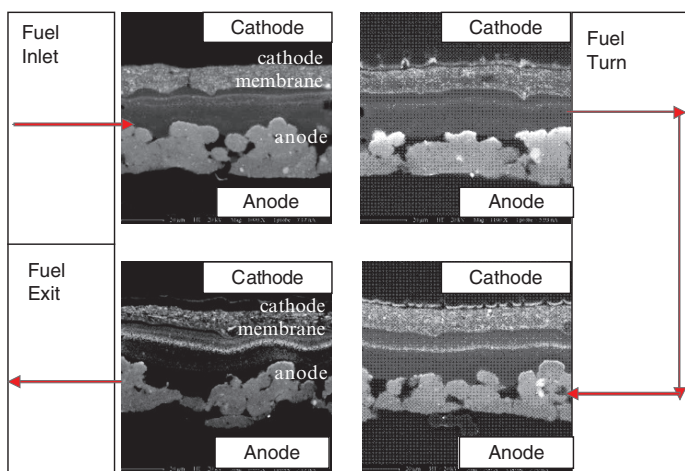 Fuel
Inlet
Cathode
cathode
membrane
anode
Anode
Cathode
Anode
Fuel
Turn
Fuel
Exit
Cathode
cathode
membrane
anode
Anode
Cathode
Anode